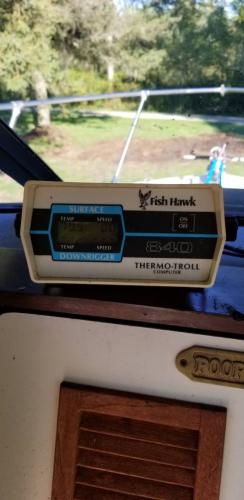 Fish Hawk
SURFACE
TEMP SPEED
ON
OFF
840
TEMP SPEED
DOWNRIGGER
THERMO-TROLL
COMPUTER